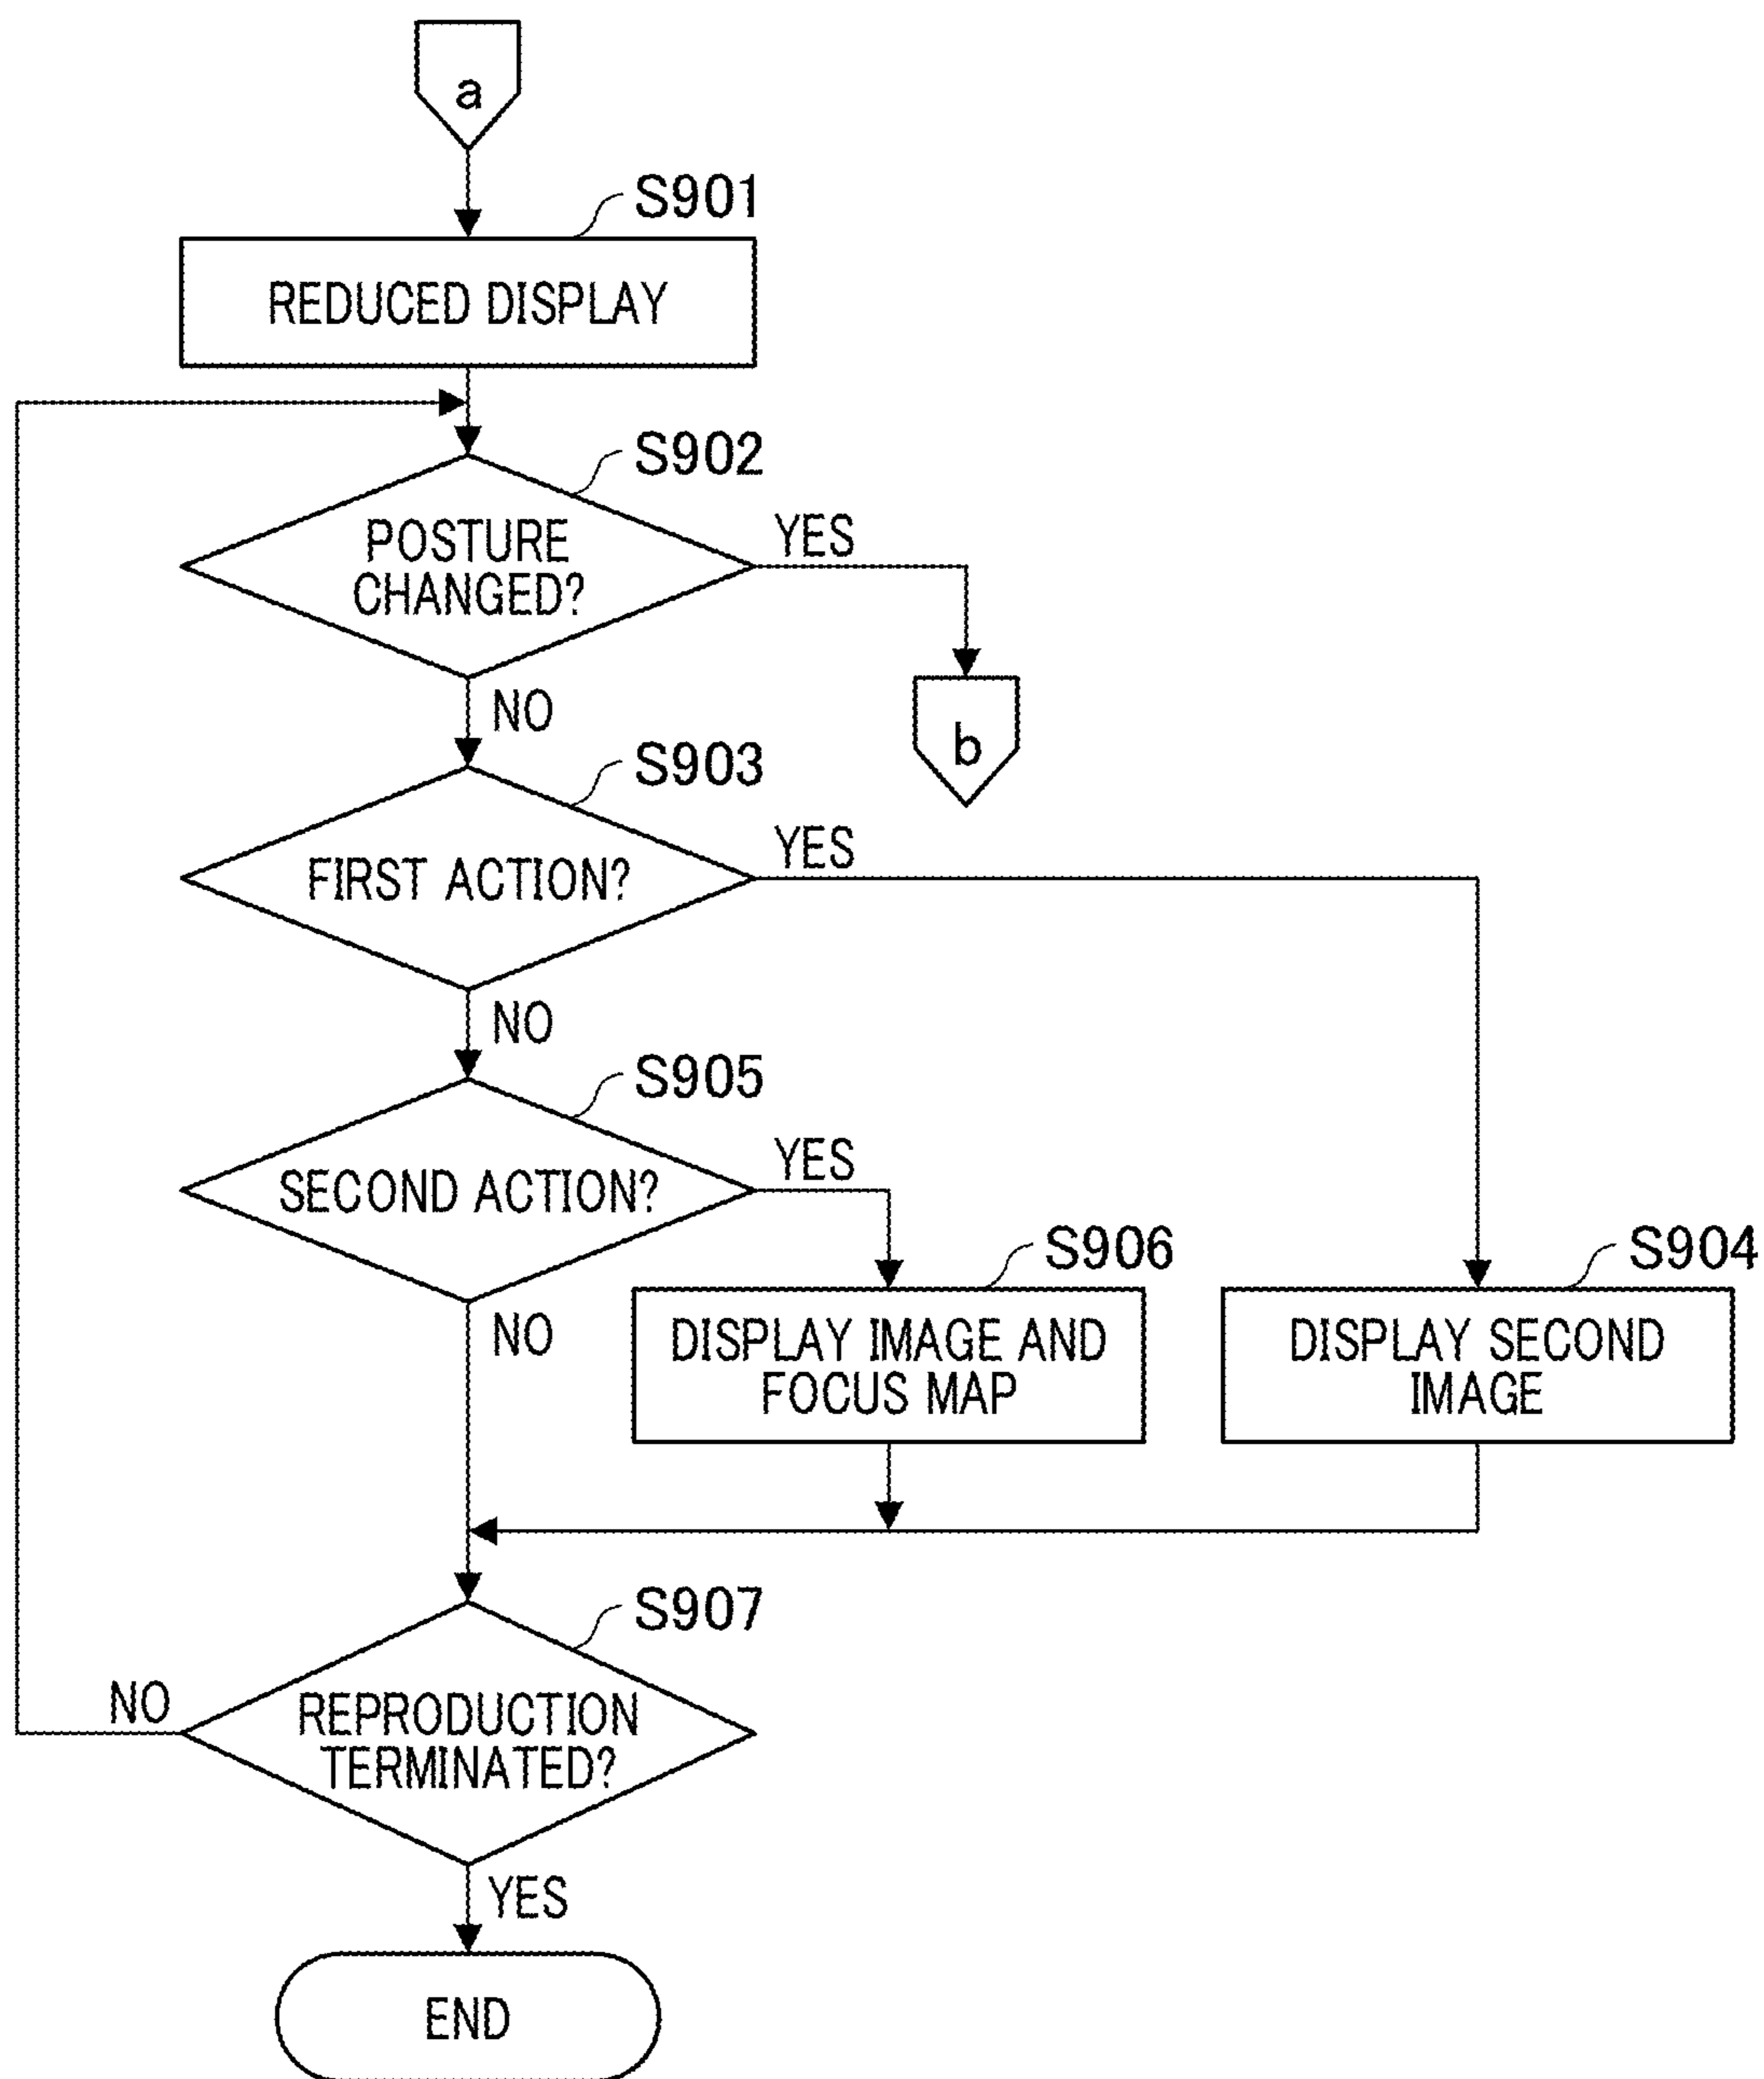 a
S901
REDUCED DISPLAY
S902
POSTURE
CHANGED?
YES
NO
b
S903
FIRST ACTION?
YES
NO
S905
SECOND ACTION?
YES
NO
S906
DISPLAY IMAGE AND
FOCUS MAP
S904
DISPLAY SECOND
IMAGE
S907
REPRODUCTION
TERMINATED?
NO
YES
END